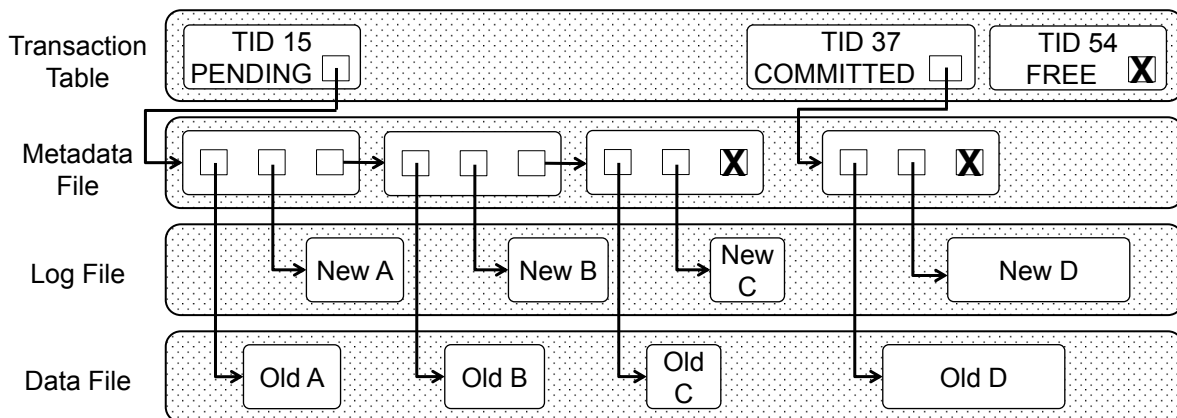 Transaction
Table
TID 15
PENDING
TID 37
COMMITTED
TID 54
FREE X
Metadata
File
X
X
Log File
New A
New B
New
C
New D
Data File
Old A
Old B
Old
C
Old D